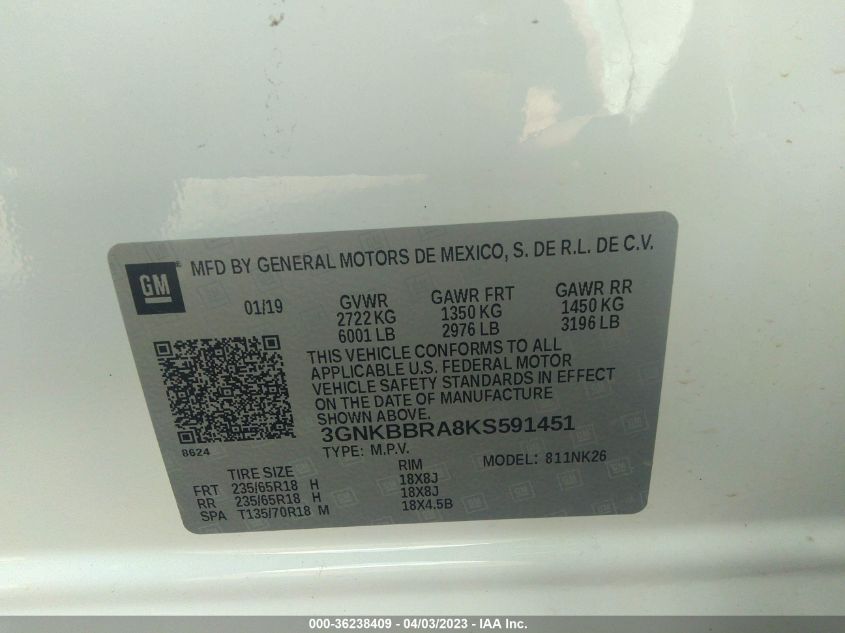 GM
MFD BY GENERAL MOTORS DE MEXICO, S. DE R.L. DE C.V.
01/19 GVWR GAWR FRT GAWR RR
2722 KG 1350 KG 1450 KG
6001 LB 2976 LB 3196 LB
THIS VEHICLE CONFORMS TO ALL
APPLICABLE U.S. FEDERAL MOTOR
VEHICLE SAFETY STANDARDS IN EFFECT
ON THE DATE OF MANUFACTURE
SHOWN ABOVE.
3GNKBBRA8KS591451
8624
TYPE: M.P.V. MODEL: 811NK26
TIRE SIZE RIM
FRT 235/65R18 H 18X8J
RR 235/65R18 H 18X8J
SPA T135/70R18 M 18X4.5B
000-36238409 - 04/03/2023 - IAA Inc.